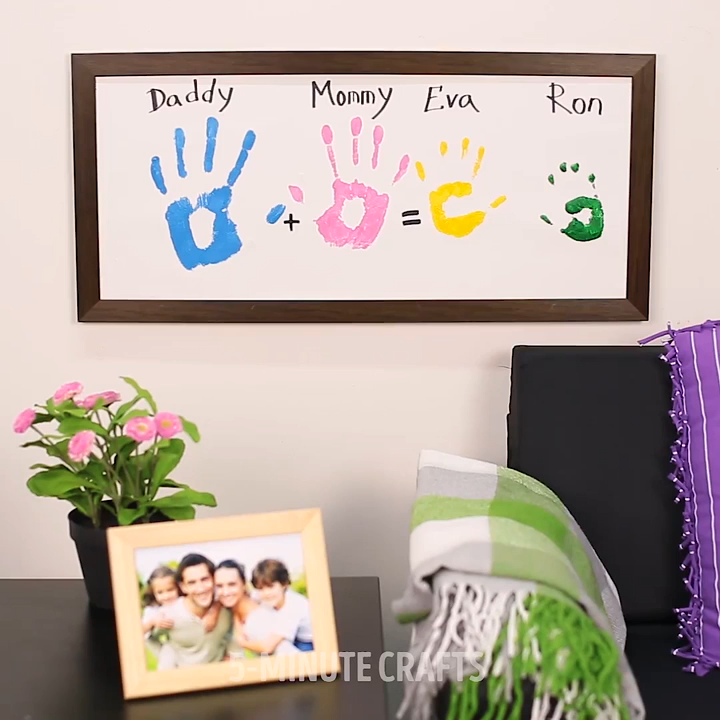 Daddy Mommy Eva Ron
+ =
5-MINUTE CRAFTS